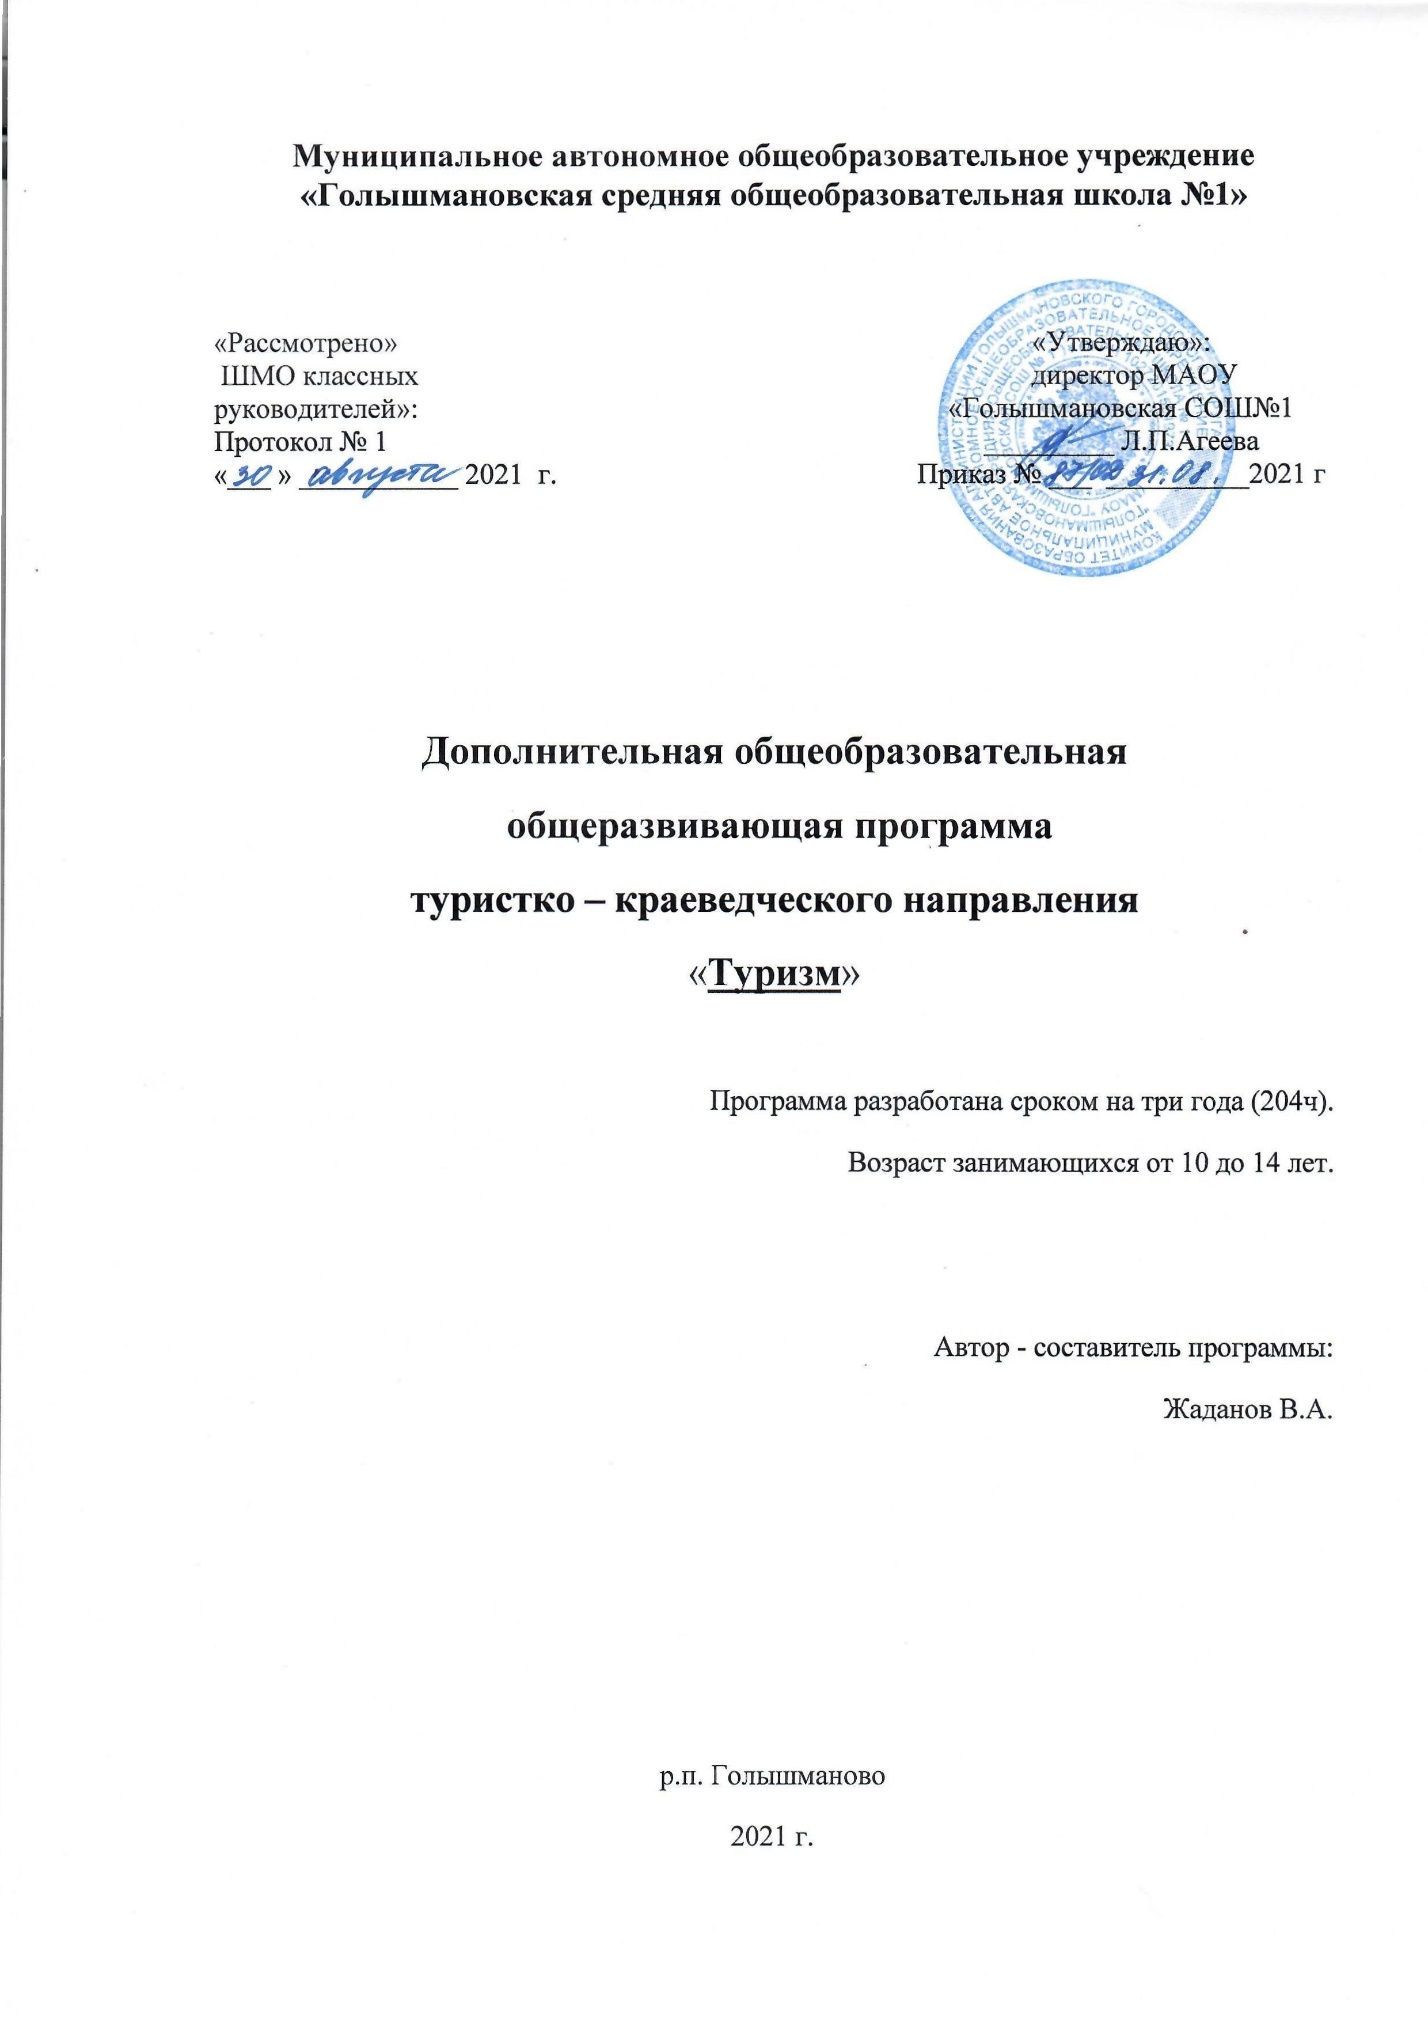 Муниципальное автономное общеобразовательное учреждение
«Голышмановская средняя общеобразовательная школа №1»
«Рассмотрено»
ШМО классных
руководителей»:
Протокол № 1
«30» августа 2021 г.
«Утверждаю»:
директор МАОУ
«Голышмановская СОШ№1
Л.П.Агеева
Приказ № 31.08. 2021 г
Дополнительная общеобразовательная
общеразвивающая программа
туристко – краеведческого направления
«Туризм»
Программа разработана сроком на три года (204ч).
Возраст занимающихся от 10 до 14 лет.
Автор - составитель программы:
Жаданов В.А.
р.п. Голышманово
2021 г.